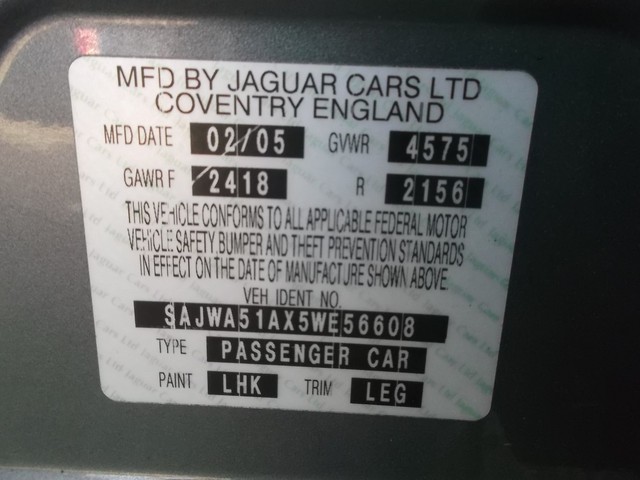 MFD BY JAGUAR CARS LTD
COVENTRY ENGLAND
MFD DATE 02/05 GVWR 4575
GAWR F 2418 R 2156
THIS VEHICLE CONFORMS TO ALL APPLICABLE FEDERAL MOTOR
VEHICLE SAFETY BUMPER AND THEFT PREVENTION STANDARDS
IN EFFECT ON THE DATE OF MANUFACTURE SHOWN ABOVE.
VEH IDENT NO.
SAJWA51AX5WE56608
TYPE PASSENGER CAR
PAINT LHK TRIM LEG